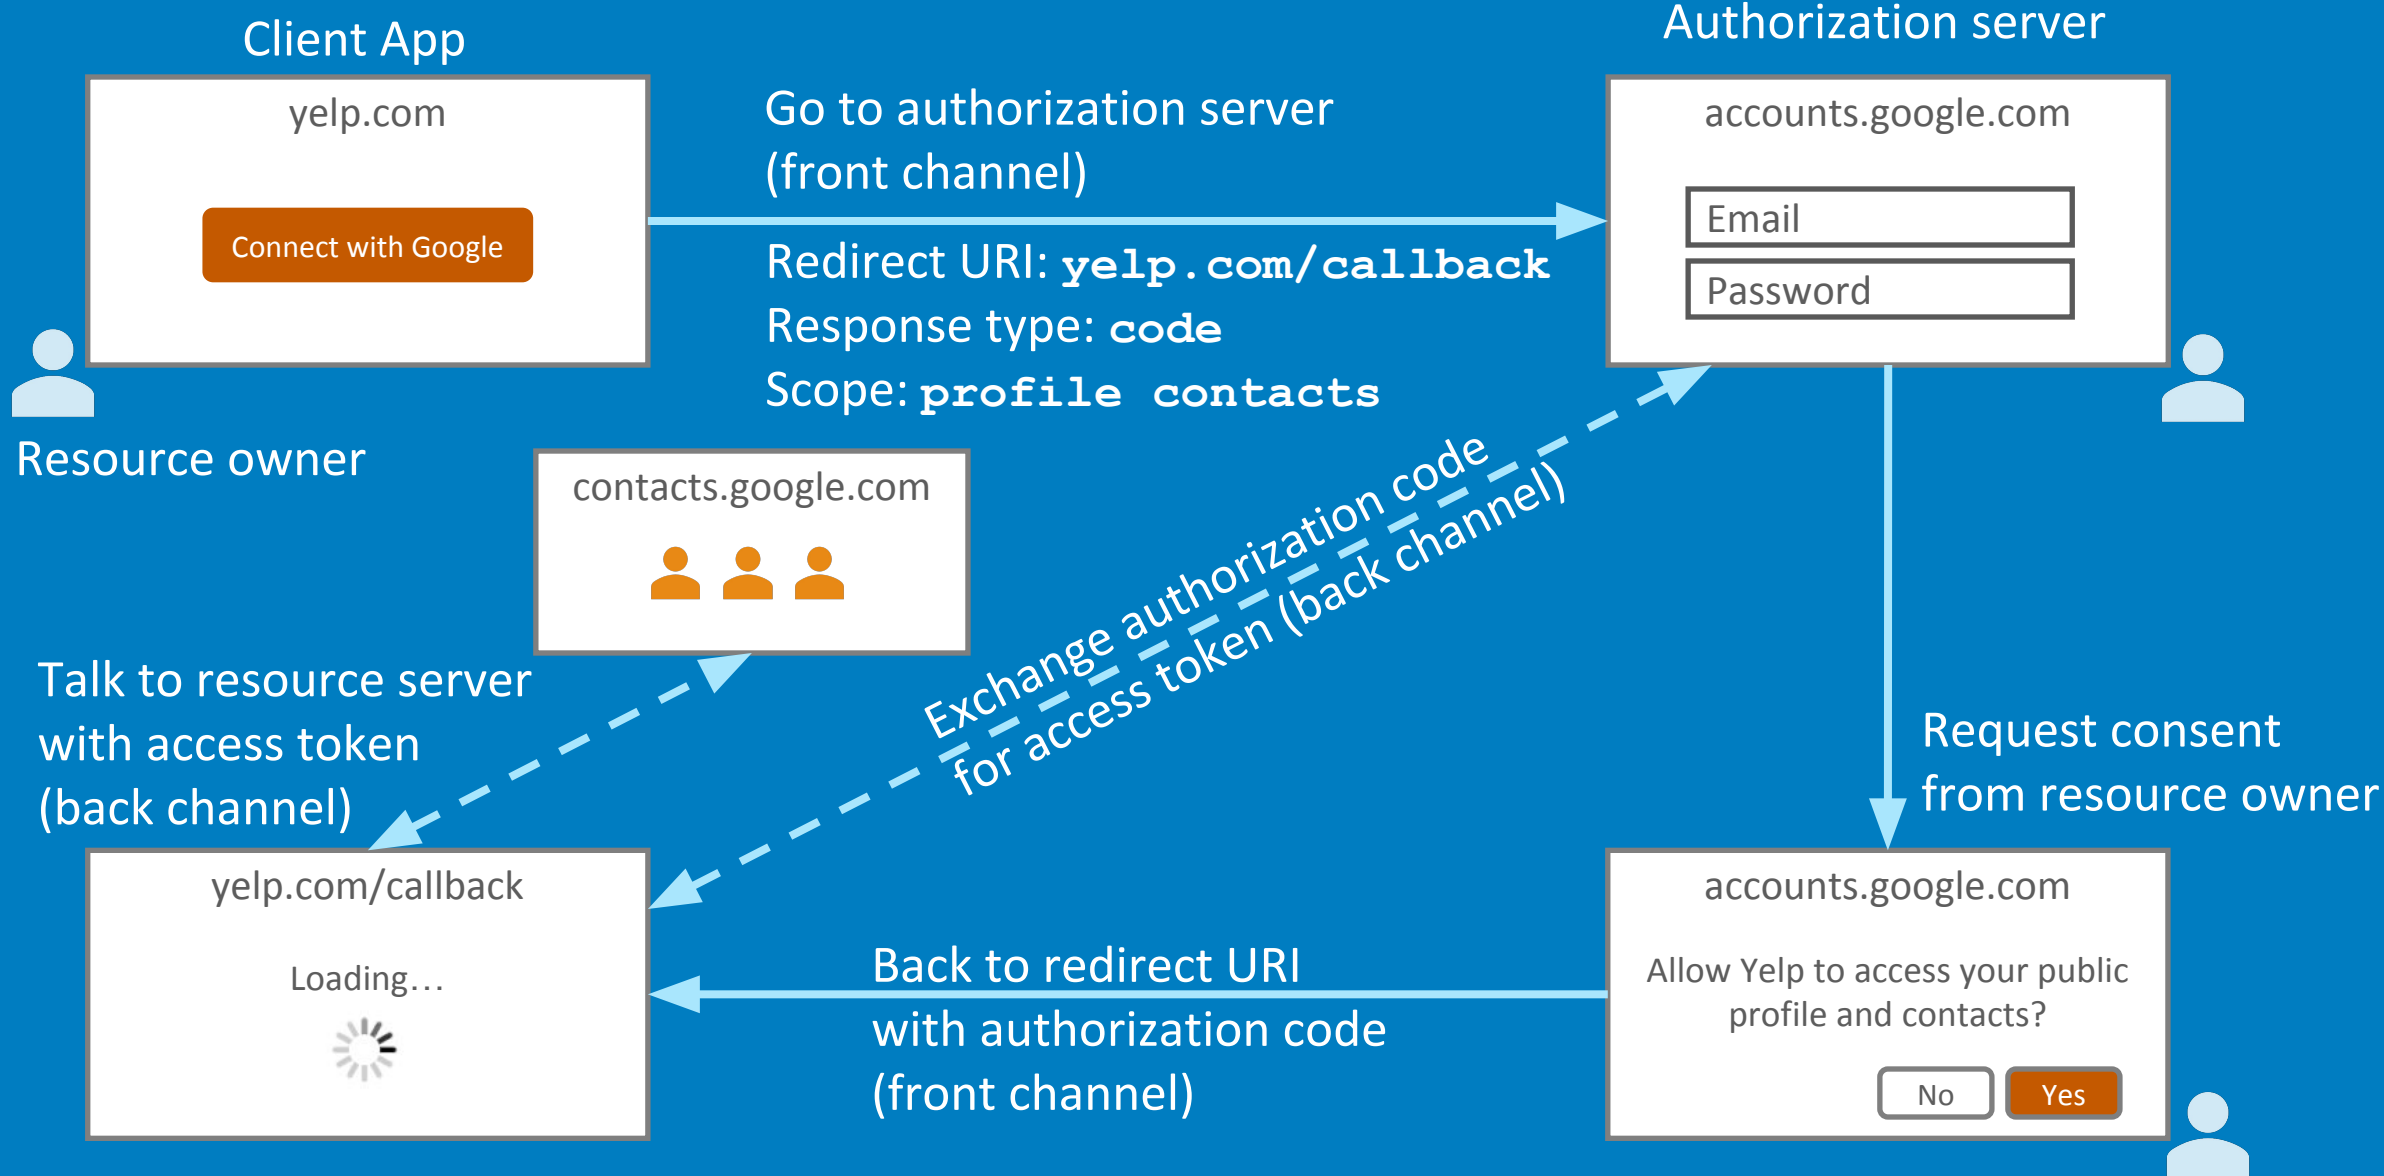 Client App
yelp.com
Connect with Google
Resource owner
Go to authorization server
(front channel)
Redirect URI: yelp.com/callback
Response type: code
Scope: profile contacts
Authorization server
accounts.google.com
Email
Password
Request consent
from resource owner
accounts.google.com
Allow Yelp to access your public
profile and contacts?
No
Yes
Back to redirect URI
with authorization code
(front channel)
yelp.com/callback
Loading…
Exchange authorization code
for access token (back channel)
Talk to resource server
with access token
(back channel)
contacts.google.com